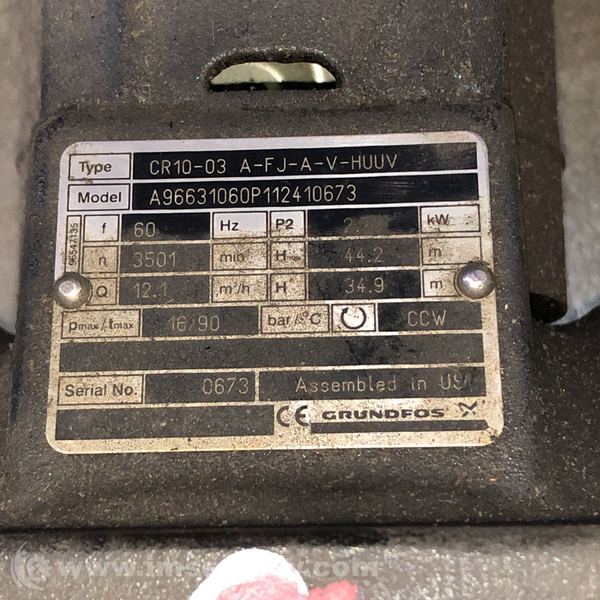 Type CR10-03 A-FJ-A-V-HUUV
Model A96631060P112410673
f 60 Hz P2 2. kW
n 3501 min H 44.2 m
Q 12.1 m³/h H 34.9 m
pmax/tmax 16/90 bar/°C CCW
Serial No. 0673 Assembled in US
CE GRUNDFOS